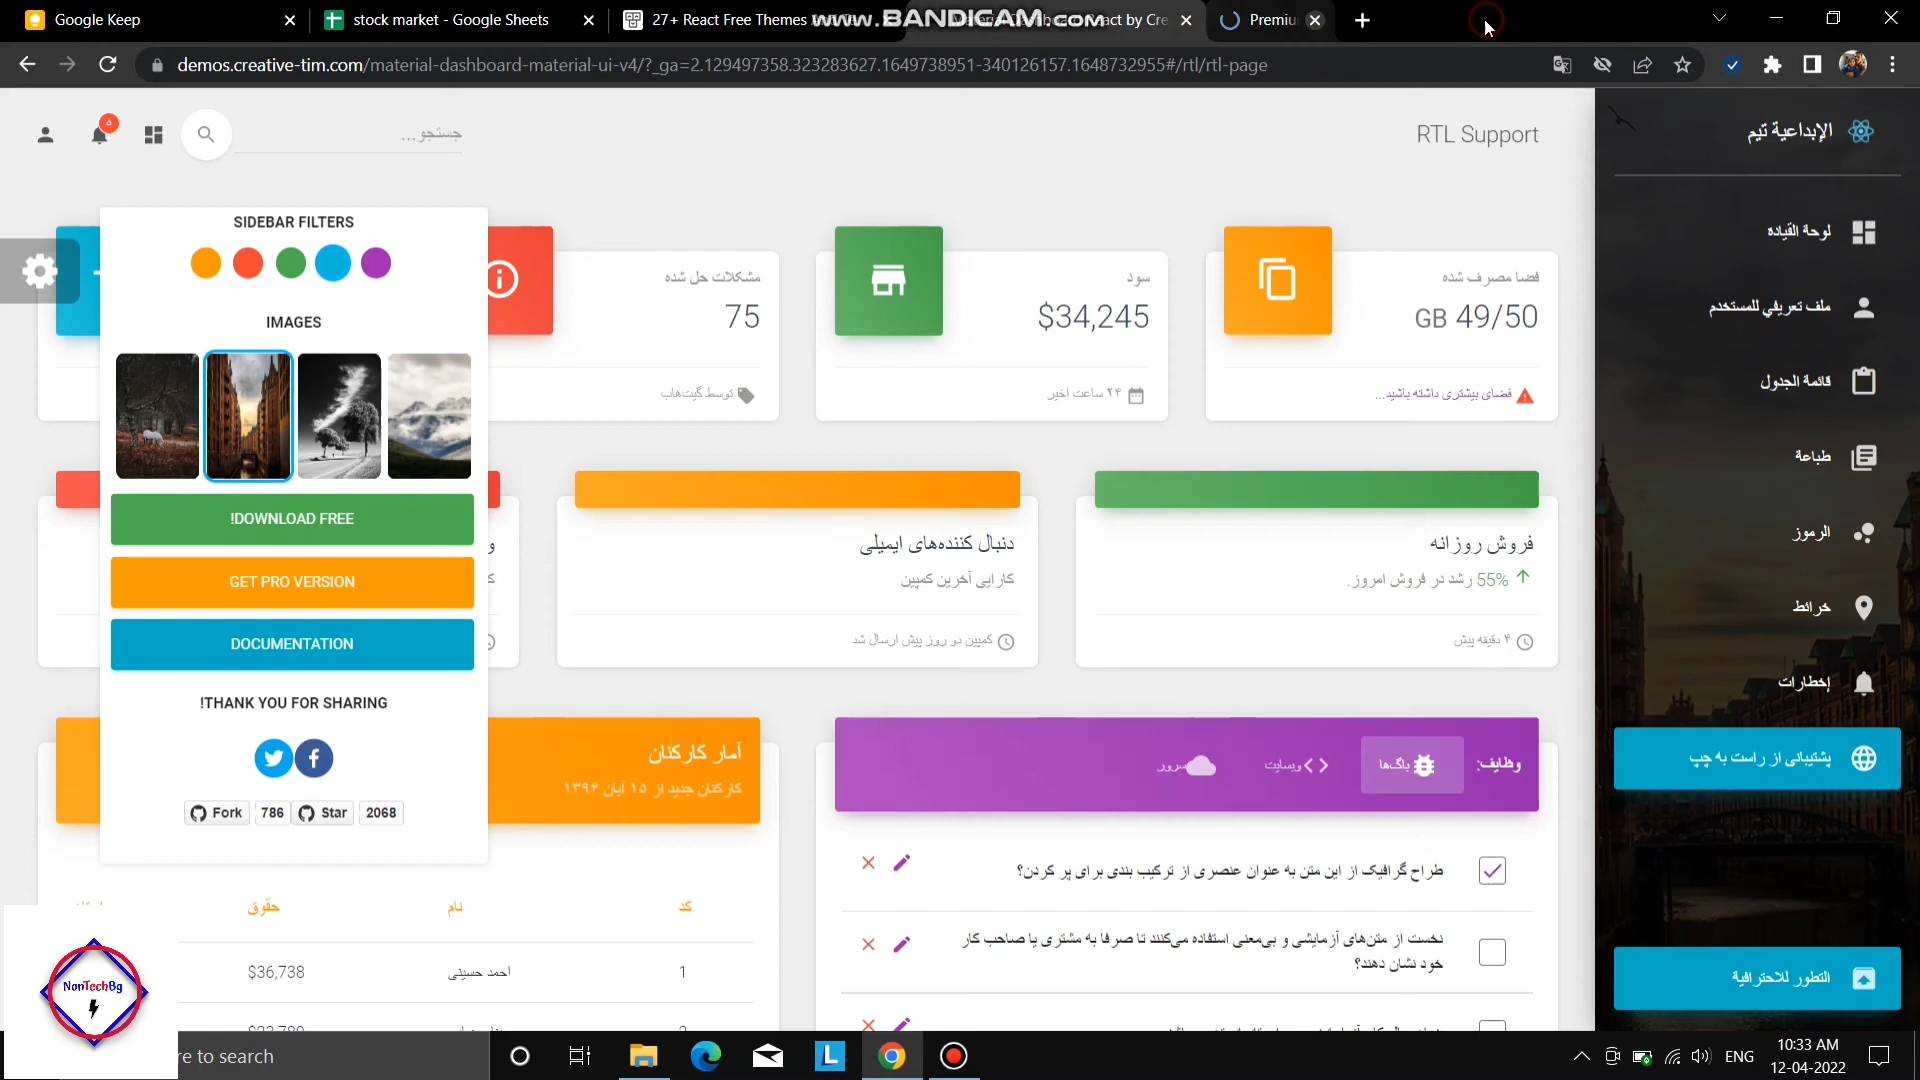 Google Keep
stock market - Google Sheets
27+ React Free Themes
www.BANDICAM.com
React by Cre
Premiu
demos.creative-tim.com/material-dashboard-material-ui-v4/?_ga=2.129497358.323283627.1649738951-340126157.1648732955#/rtl/rtl-page
۵
جستجو...
RTL Support
الإبداعية تيم
SIDEBAR FILTERS
IMAGES
!DOWNLOAD FREE
GET PRO VERSION
DOCUMENTATION
!THANK YOU FOR SHARING
Fork
786
Star
2068
مشکلات حل شده
75
توسط گیت‌هاب
سود
$34,245
۲۴ ساعت اخیر
فضا مصرف شده
49/50 GB
فضای بیشتری داشته باشید...
دنبال کننده‌های ایمیلی
کارایی آخرین کمپین
کمپین دو روز پیش ارسال شد
فروش روزانه
55% رشد در فروش امروز.
۴ دقیقه پیش
آمار کارکنان
کارکنان جدید از ۱۵ آبان ۱۳۹۶
کد
نام
حقوق
1
احمد حسینی
$36,738
وظایف:
باگ‌ها
وبسایت
سرور
طراح گرافیک از این متن به عنوان عنصری از ترکیب بندی برای پر کردن؟
نخست از متن‌های آزمایشی و بی‌معنی استفاده می‌کنند تا صرفا به مشتری یا صاحب کار
خود نشان دهند؟
لوحة القياده
ملف تعريفي للمستخدم
قائمة الجدول
طباعة
الرموز
خرائط
إخطارات
پشتیبانی از راست به چپ
التطور للاحترافية
NonTechBg
re to search
L
ENG
10:33 AM
12-04-2022